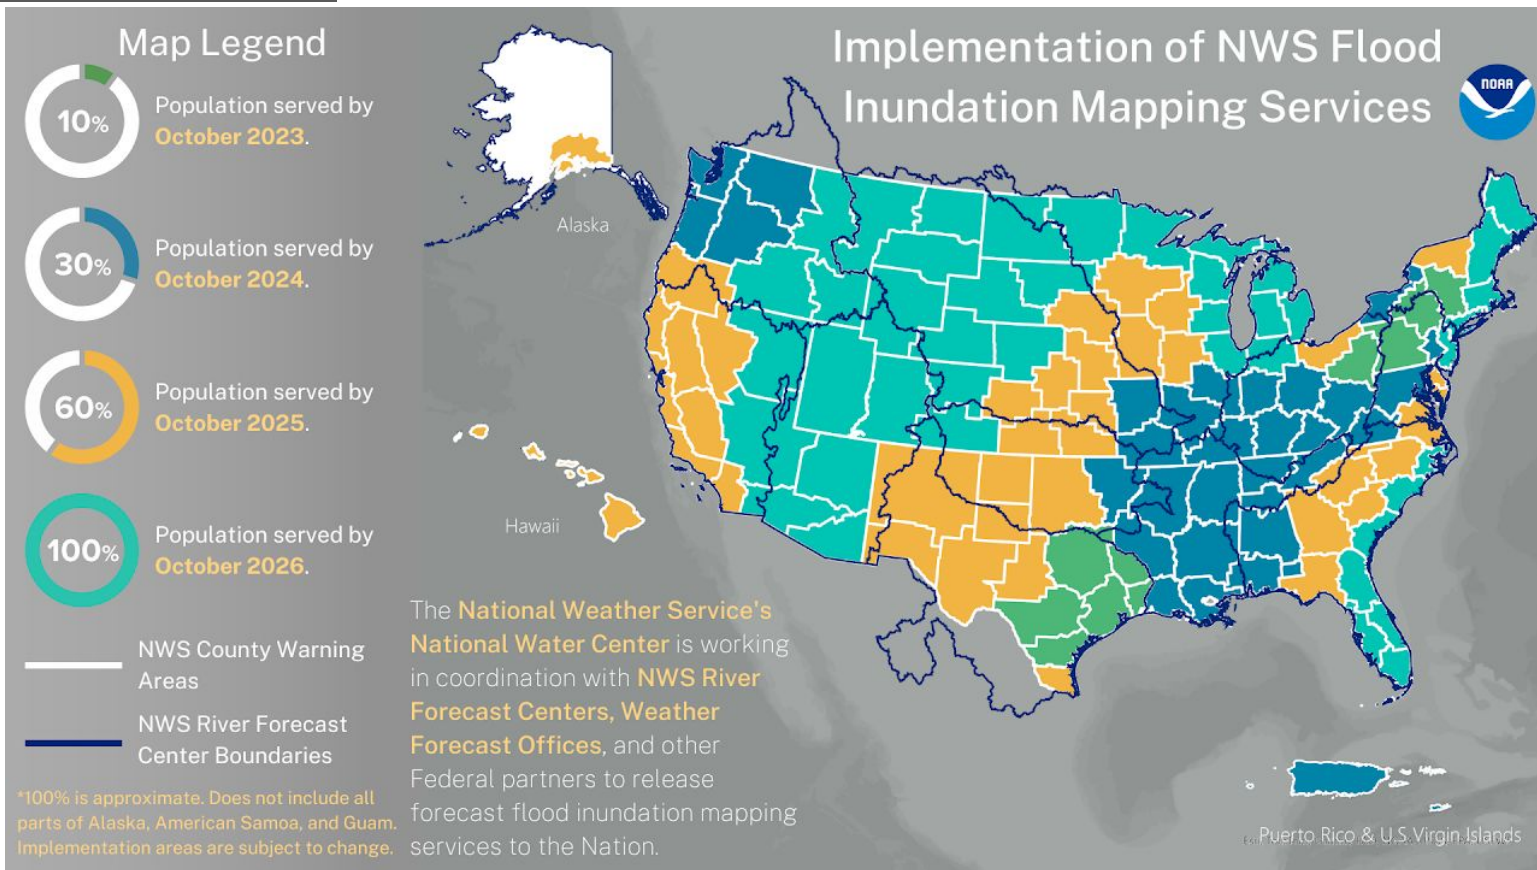 Map Legend
10%
Population served by
October 2023.
30%
Population served by
October 2024.
60%
Population served by
October 2025.
100%
Population served by
October 2026.
NWS County Warning
Areas
NWS River Forecast
Center Boundaries
*100% is approximate. Does not include all
parts of Alaska, American Samoa, and Guam.
Implementation areas are subject to change.
Implementation of NWS Flood
Inundation Mapping Services
NOAA
Alaska
Hawaii
The National Weather Service's
National Water Center is working
in coordination with NWS River
Forecast Centers, Weather
Forecast Offices, and other
Federal partners to release
forecast flood inundation mapping
services to the Nation.
Puerto Rico & U.S Virgin Islands